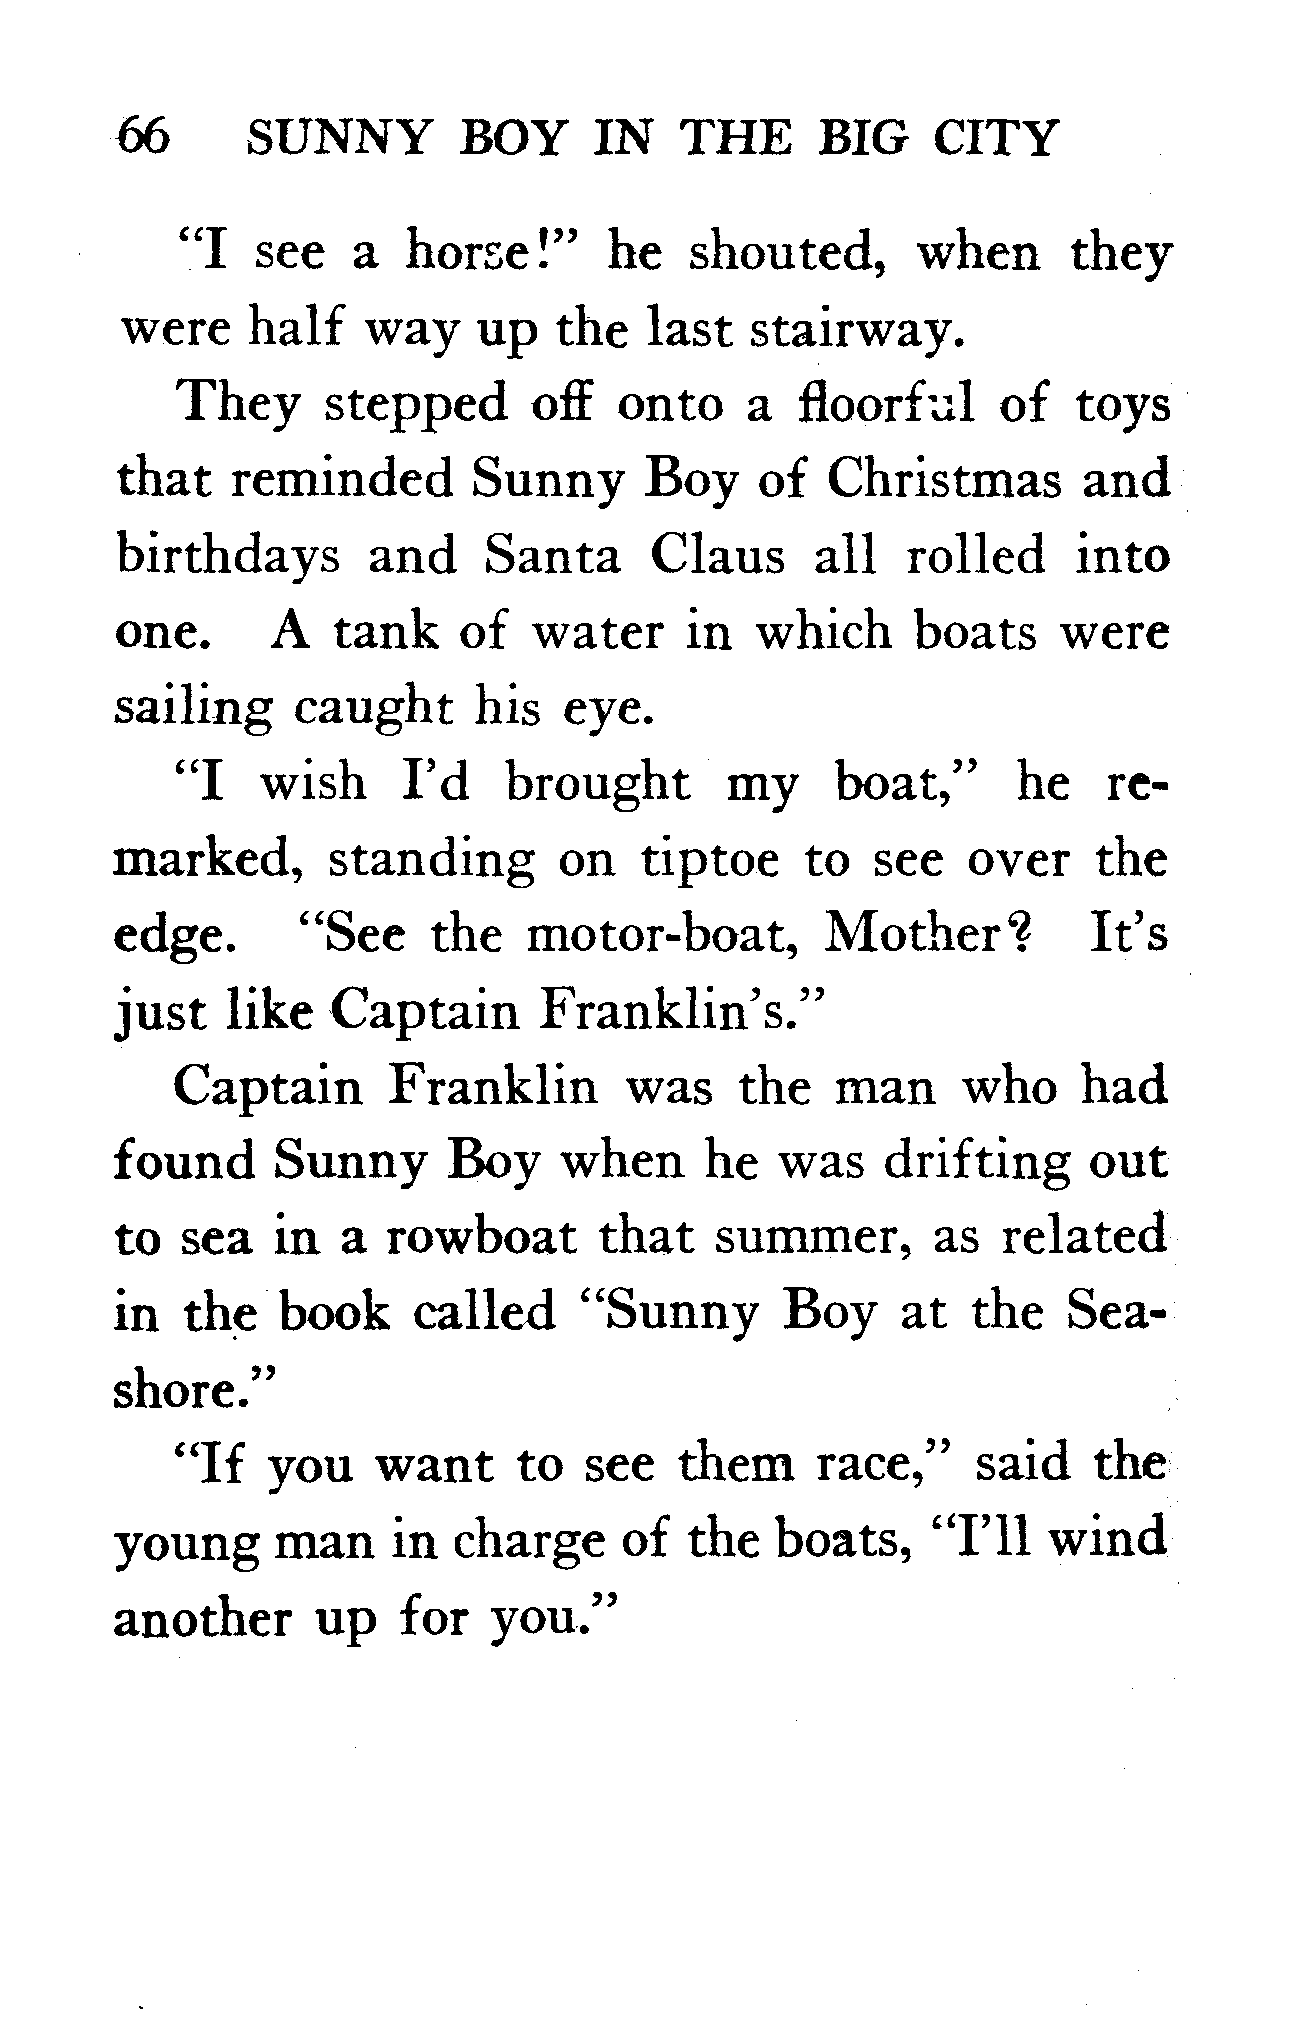 66 SUNNY BOY IN THE BIG CITY
“I see a horse!” he shouted, when they
were half way up the last stairway.
They stepped off onto a floorful of toys
that reminded Sunny Boy of Christmas and
birthdays and Santa Claus all rolled into
one. A tank of water in which boats were
sailing caught his eye.
“I wish I’d brought my boat,” he re-
marked, standing on tiptoe to see over the
edge. “See the motor-boat, Mother? It’s
just like Captain Franklin’s.”
Captain Franklin was the man who had
found Sunny Boy when he was drifting out
to sea in a rowboat that summer, as related
in the book called “Sunny Boy at the Sea-
shore.”
“If you want to see them race,” said the
young man in charge of the boats, “I’ll wind
another up for you.”